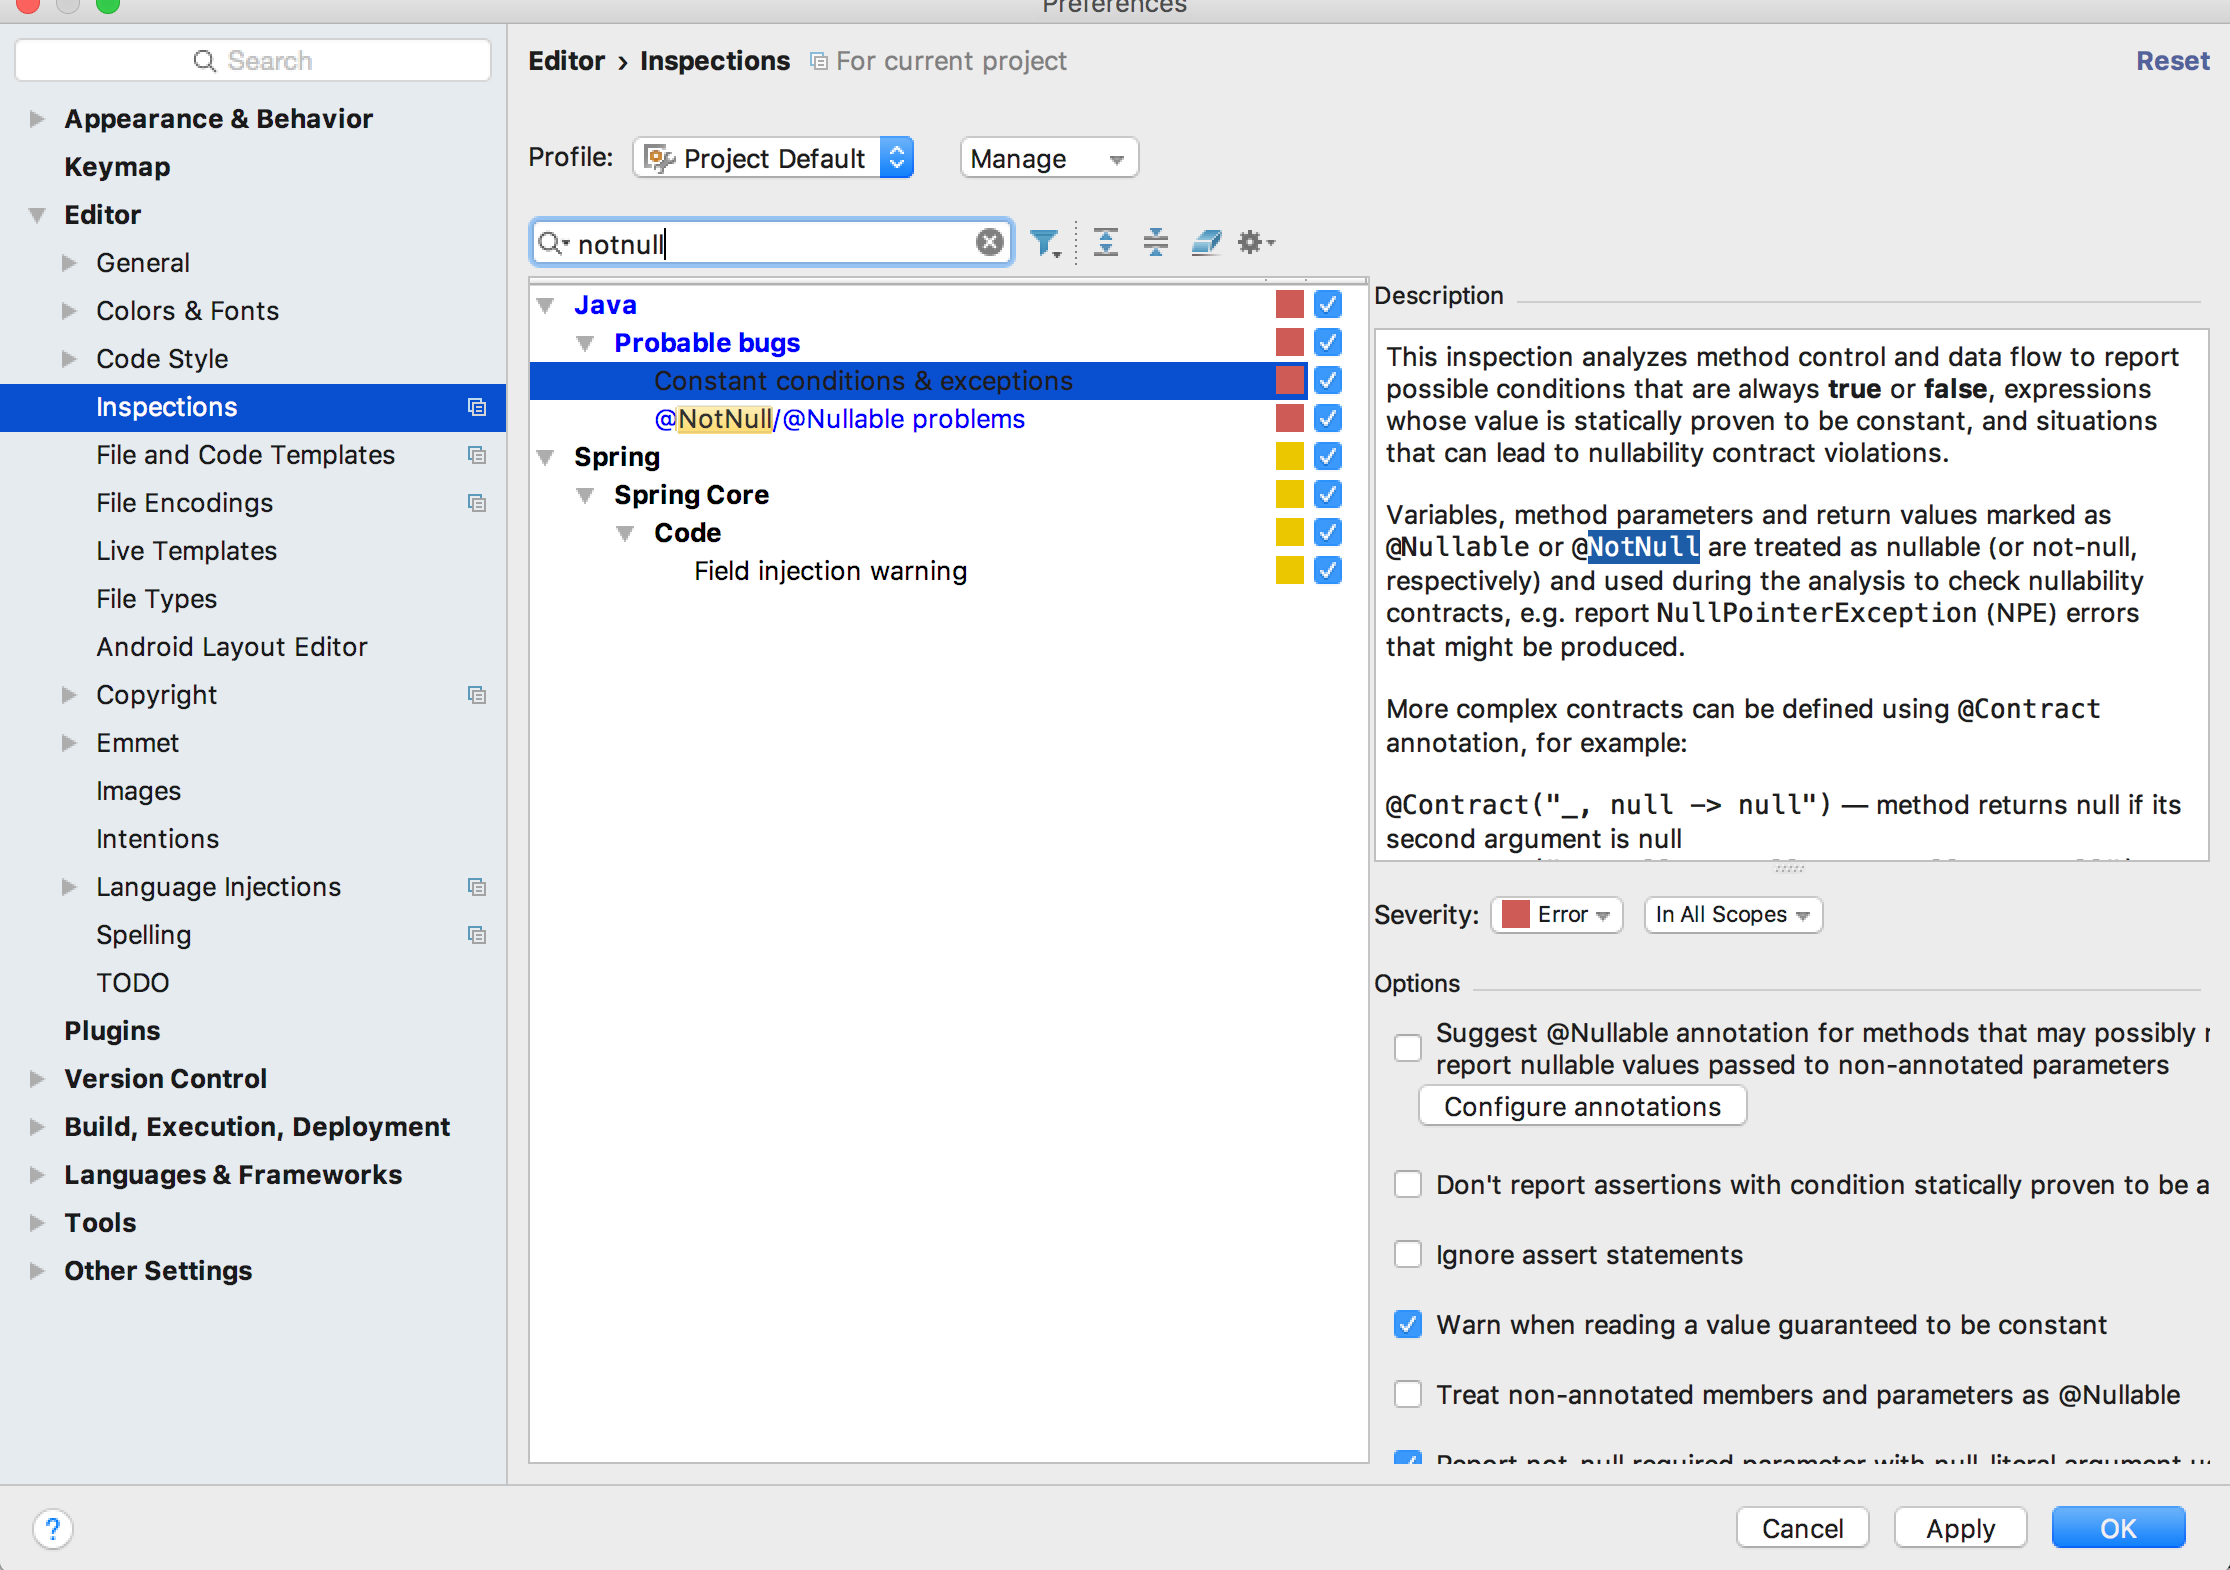 Preferences
Search
Appearance & Behavior
Keymap
Editor
General
Colors & Fonts
Code Style
Inspections
File and Code Templates
File Encodings
Live Templates
File Types
Android Layout Editor
Copyright
Emmet
Images
Intentions
Language Injections
Spelling
TODO
Plugins
Version Control
Build, Execution, Deployment
Languages & Frameworks
Tools
Other Settings
Editor › Inspections For current project
Reset
Profile: Project Default Manage
notnull
Java
Probable bugs
Constant conditions & exceptions
@NotNull/@Nullable problems
Spring
Spring Core
Code
Field injection warning
Description
This inspection analyzes method control and data flow to report
possible conditions that are always true or false, expressions
whose value is statically proven to be constant, and situations
that can lead to nullability contract violations.
Variables, method parameters and return values marked as
@Nullable or @NotNull are treated as nullable (or not-null,
respectively) and used during the analysis to check nullability
contracts, e.g. report NullPointerException (NPE) errors
that might be produced.
More complex contracts can be defined using @Contract
annotation, for example:
@Contract("_, null -> null") — method returns null if its
second argument is null
Severity: Error In All Scopes
Options
Suggest @Nullable annotation for methods that may possibly
report nullable values passed to non-annotated parameters
Configure annotations
Don't report assertions with condition statically proven to be a
Ignore assert statements
Warn when reading a value guaranteed to be constant
Treat non-annotated members and parameters as @Nullable
Report not-null required parameter with null-literal argument
? Cancel Apply OK